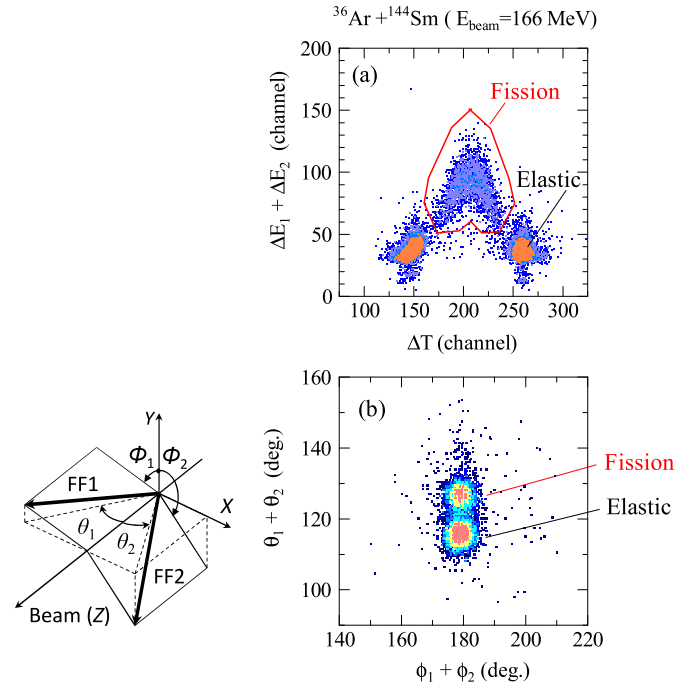 ³⁶Ar +¹⁴⁴Sm ( E_beam=166 MeV)
(a)
Fission
Elastic
ΔE₁ + ΔE₂ (channel)
200
150
100
50
0
100 150 200 250 300
ΔT (channel)
(b)
Fission
Elastic
θ₁ + θ₂ (deg.)
160
140
120
100
140 160 180 200 220
ϕ₁ + ϕ₂ (deg.)
Y
Φ₁ Φ₂
FF1
X
θ₁
θ₂
FF2
Beam (Z)